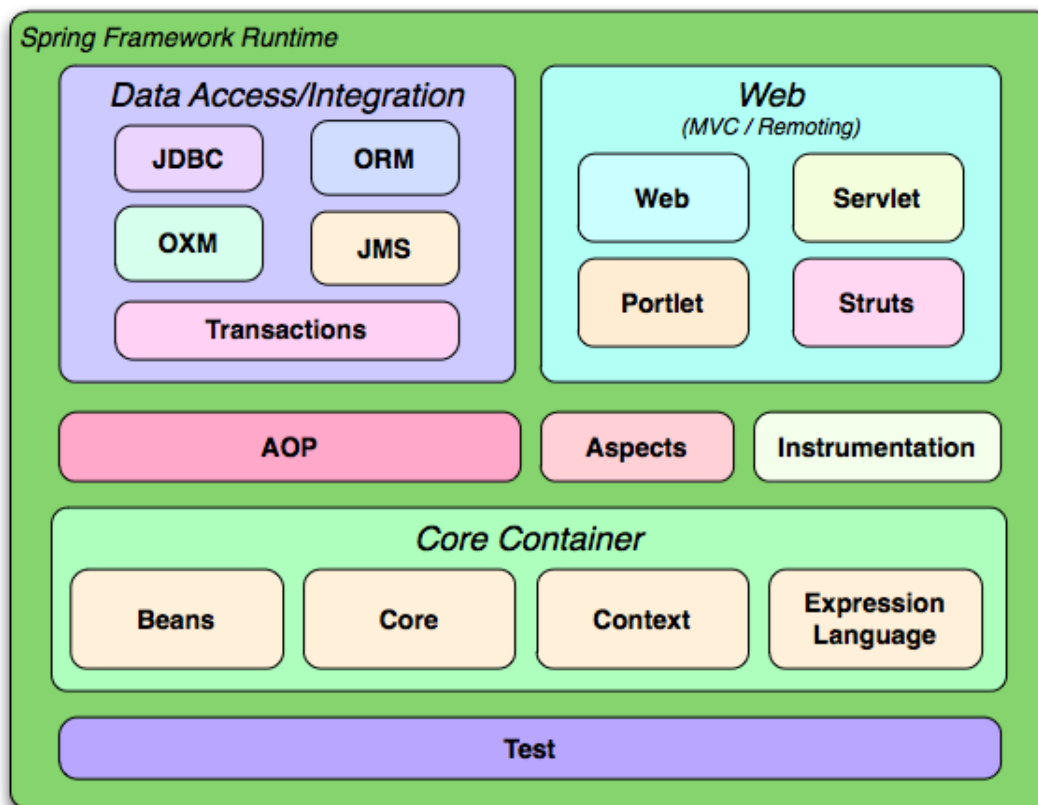 Spring Framework Runtime
Data Access/Integration
JDBC
ORM
OXM
JMS
Transactions
Web
(MVC / Remoting)
Web
Servlet
Portlet
Struts
AOP
Aspects
Instrumentation
Core Container
Beans
Core
Context
Expression
Language
Test